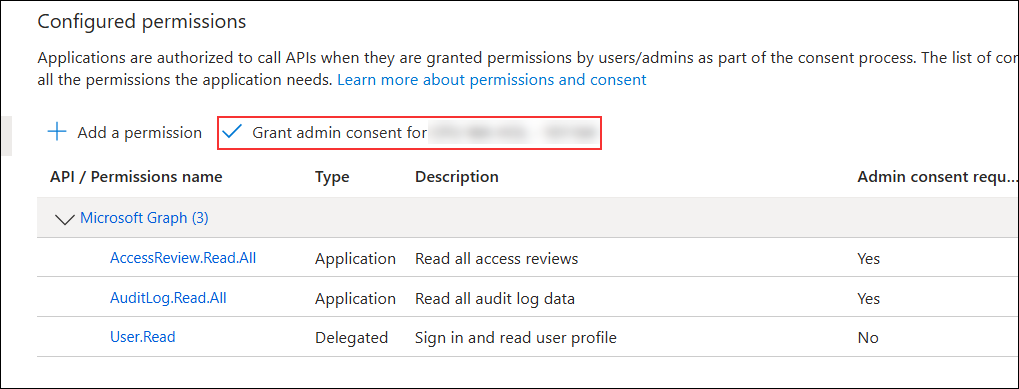 Configured permissions
Applications are authorized to call APIs when they are granted permissions by users/admins as part of the consent process. The list of con
all the permissions the application needs. Learn more about permissions and consent
Add a permission Grant admin consent for
API / Permissions name Type Description Admin consent requ...
Microsoft Graph (3)
AccessReview.Read.All Application Read all access reviews Yes
AuditLog.Read.All Application Read all audit log data Yes
User.Read Delegated Sign in and read user profile No